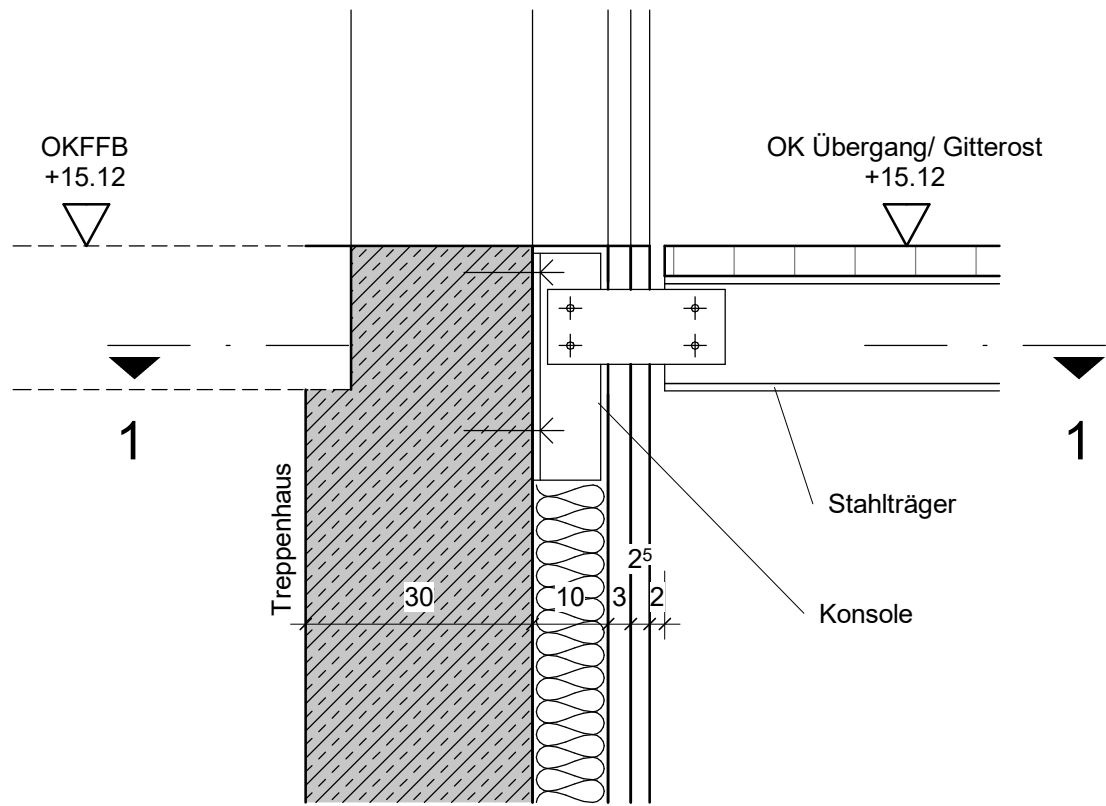 OKFFB
+15.12
OK Übergang/ Gitterost
+15.12
1
1
Treppenhaus
Stahlträger
2⁵
30
10
3
2
Konsole